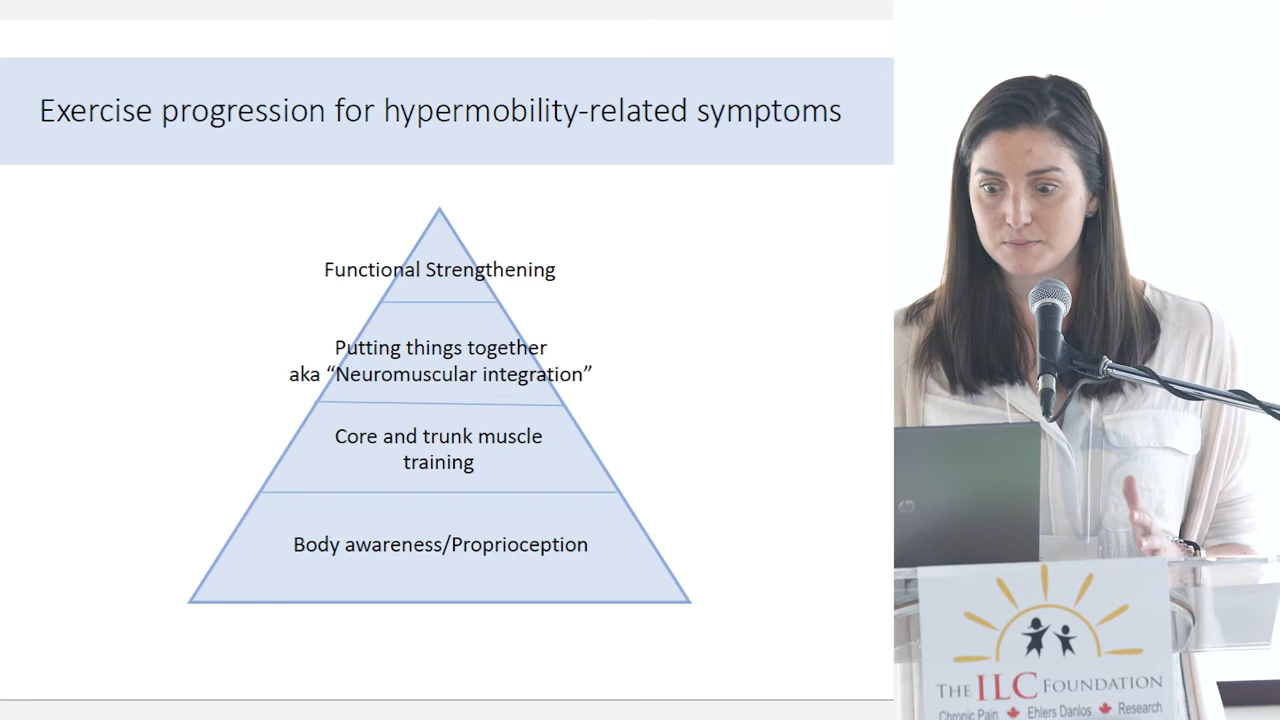 Exercise progression for hypermobility-related symptoms
Functional Strengthening
Putting things together
aka “Neuromuscular integration”
Core and trunk muscle
training
Body awareness/Proprioception
hp
THE ILC FOUNDATION
Chronic Pain Ehlers Danlos Research